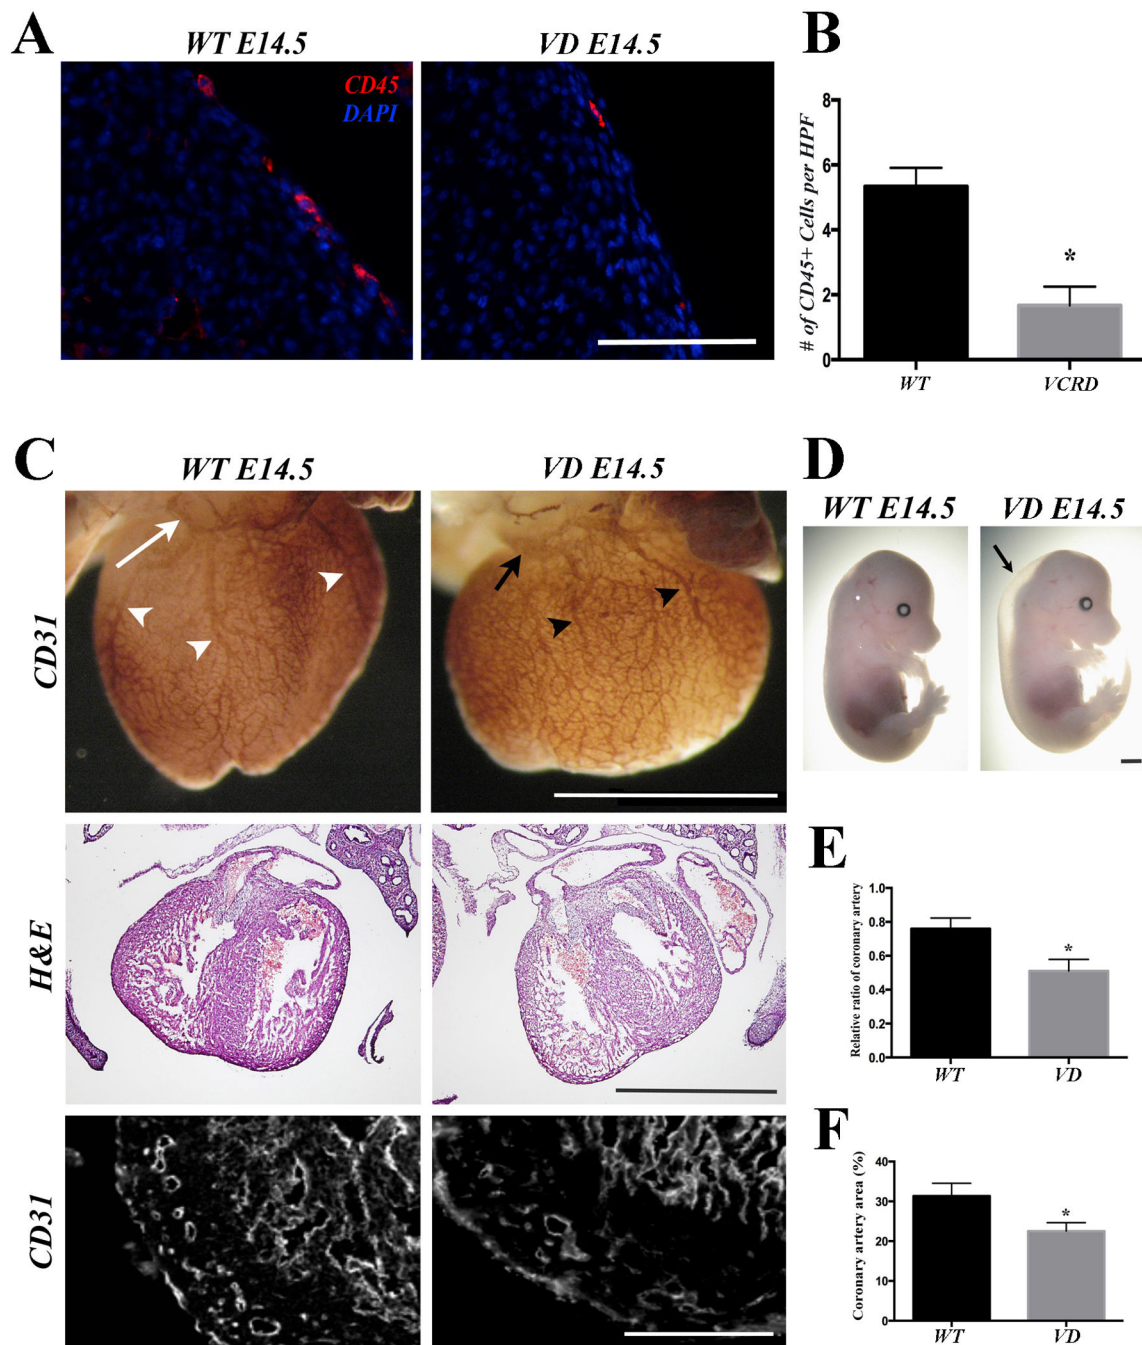 A
WT E14.5
VD E14.5
CD45
DAPI
B
# of CD45+ Cells per HPF
8
6
4
2
0
*
WT
VCRD
C
WT E14.5
VD E14.5
CD31
H&E
CD31
D
WT E14.5
VD E14.5
E
Relative ratio of coronary artery
1.0
0.8
0.6
0.4
0.2
0.0
*
WT
VD
F
Coronary artery area (%)
40
30
20
10
0
*
WT
VD